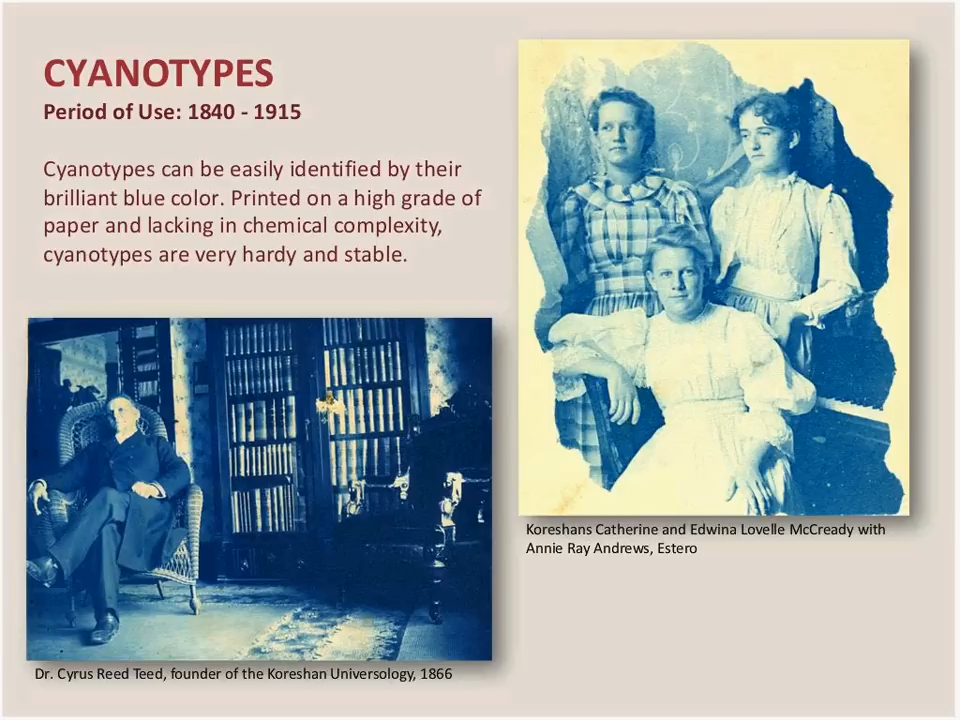 CYANOTYPES
Period of Use: 1840 - 1915
Cyanotypes can be easily identified by their
brilliant blue color. Printed on a high grade of
paper and lacking in chemical complexity,
cyanotypes are very hardy and stable.
Koreshans Catherine and Edwina Lovelle McCready with
Annie Ray Andrews, Estero
Dr. Cyrus Reed Teed, founder of the Koreshan Universology, 1866